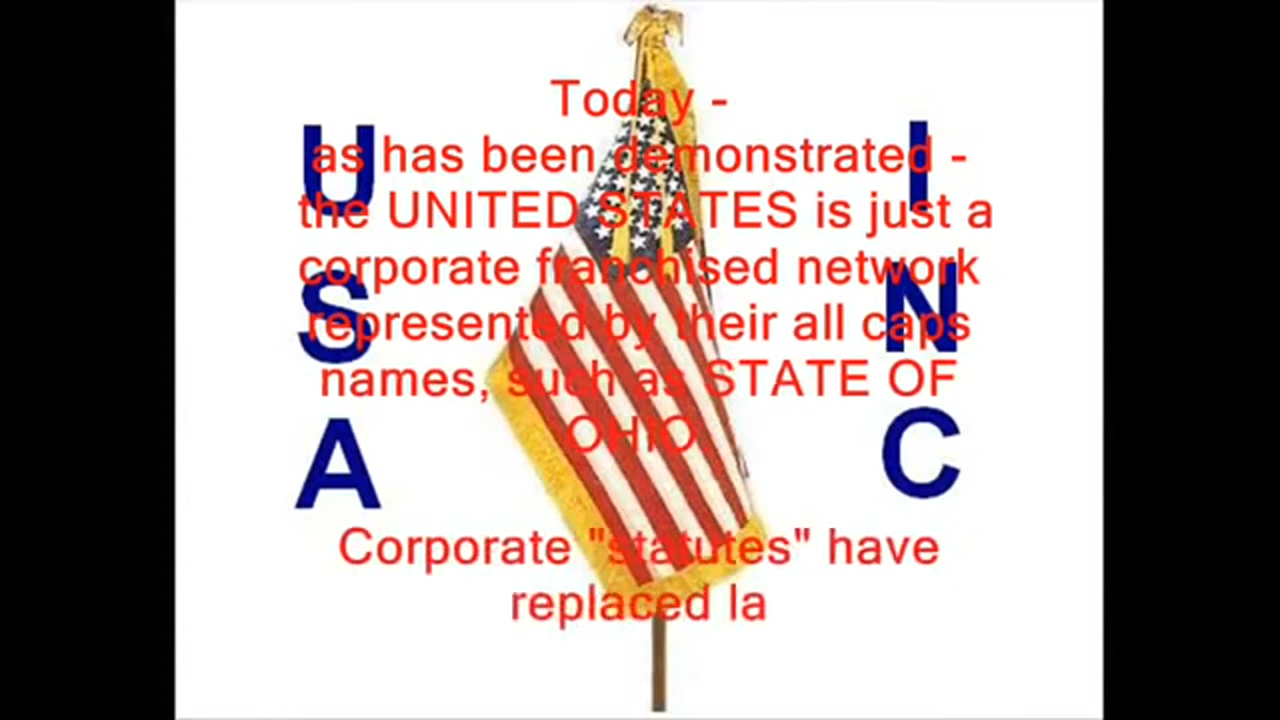 Today -
as has been demonstrated -
the UNITED STATES is just a
corporate franchised network
represented by their all caps
names, such as STATE OF
OHIO
Corporate "statutes" have
replaced la
U
S
A
I
N
C